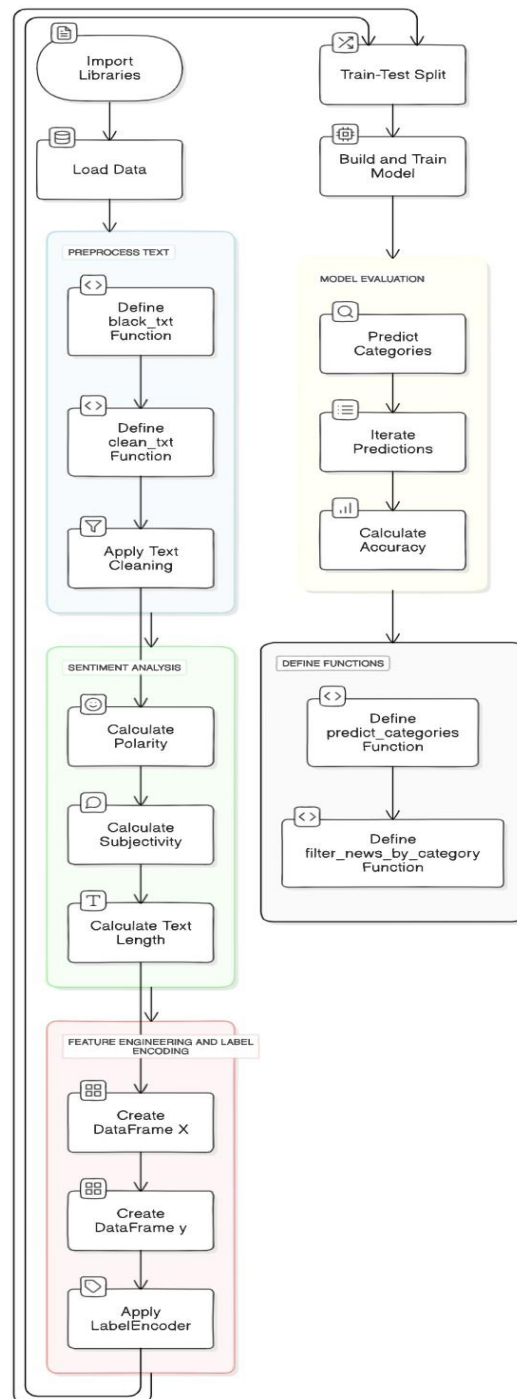 Import
Libraries
Load Data
PREPROCESS TEXT
Define
black_txt
Function
Define
clean_txt
Function
Apply Text
Cleaning
SENTIMENT ANALYSIS
Calculate
Polarity
Calculate
Subjectivity
Calculate Text
Length
FEATURE ENGINEERING AND LABEL
ENCODING
Create
DataFrame X
Create
DataFrame y
Apply
LabelEncoder
Train-Test Split
Build and Train
Model
MODEL EVALUATION
Predict
Categories
Iterate
Predictions
Calculate
Accuracy
DEFINE FUNCTIONS
Define
predict_categories
Function
Define
filter_news_by_category
Function